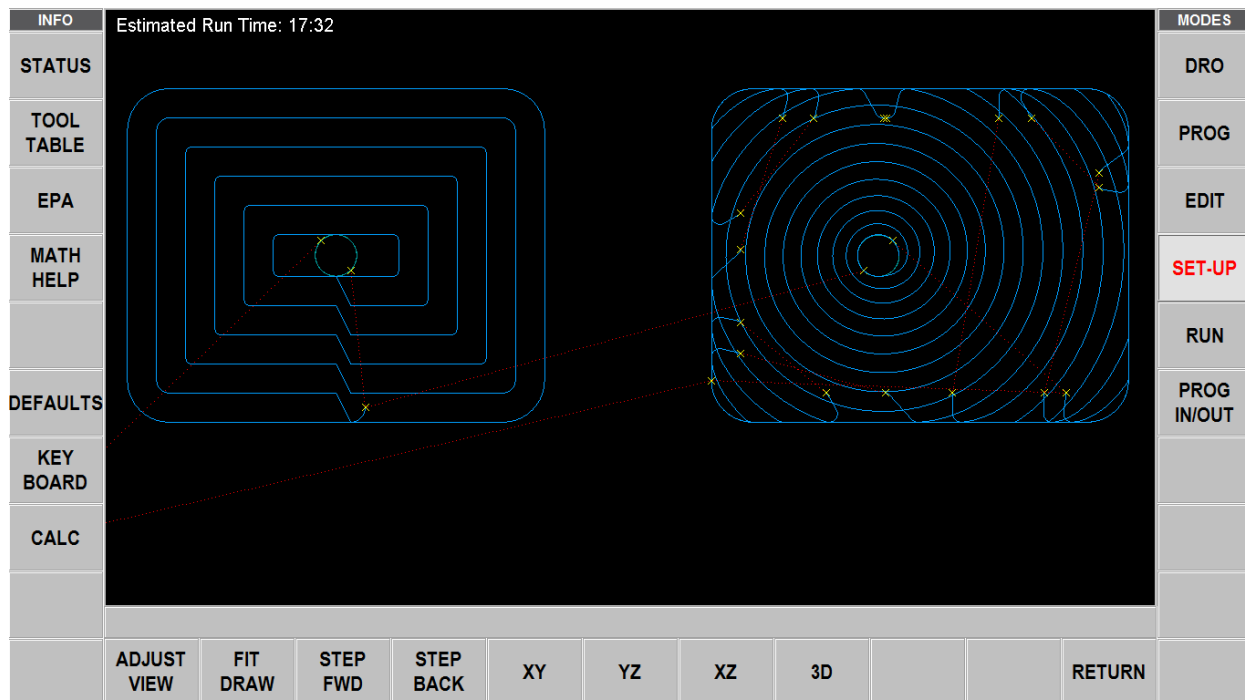 INFO
Estimated Run Time: 17:32
MODES
STATUS
TOOL
TABLE
EPA
MATH
HELP
DEFAULTS
KEY
BOARD
CALC
DRO
PROG
EDIT
SET-UP
RUN
PROG
IN/OUT
ADJUST
VIEW
FIT
DRAW
STEP
FWD
STEP
BACK
XY
YZ
XZ
3D
RETURN